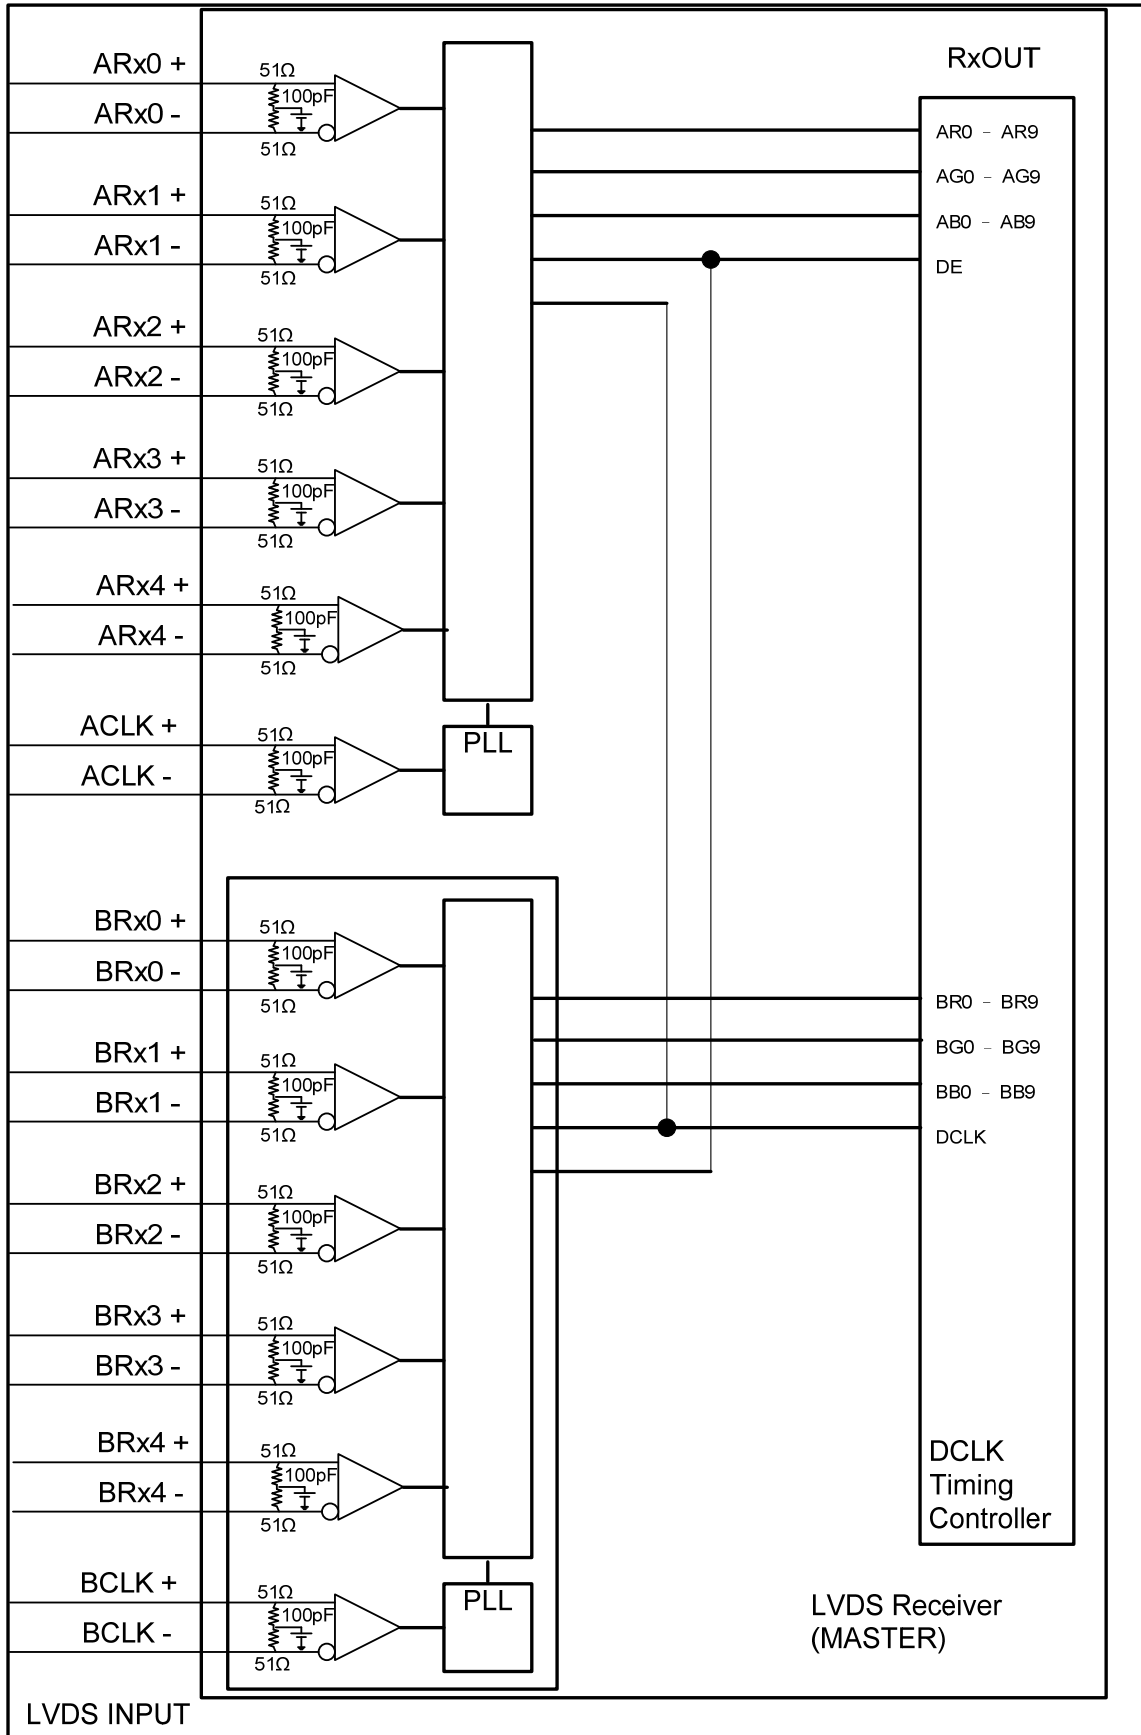 RxOUT
ARx0 +
51Ω
100pF
ARx0 -
51Ω
AR0 - AR9
AG0 - AG9
ARx1 +
51Ω
100pF
AB0 - AB9
ARx1 -
51Ω
DE
ARx2 +
51Ω
100pF
ARx2 -
51Ω
ARx3 +
51Ω
100pF
ARx3 -
51Ω
ARx4 +
51Ω
100pF
ARx4 -
51Ω
ACLK +
51Ω
PLL
100pF
ACLK -
51Ω
BRx0 +
51Ω
100pF
BRx0 -
51Ω
BR0 - BR9
BG0 - BG9
BRx1 +
51Ω
100pF
BB0 - BB9
BRx1 -
51Ω
DCLK
BRx2 +
51Ω
100pF
BRx2 -
51Ω
BRx3 +
51Ω
100pF
BRx3 -
51Ω
BRx4 +
51Ω
100pF
BRx4 -
51Ω
DCLK
Timing
Controller
BCLK +
51Ω
PLL
100pF
BCLK -
51Ω
LVDS Receiver
(MASTER)
LVDS INPUT